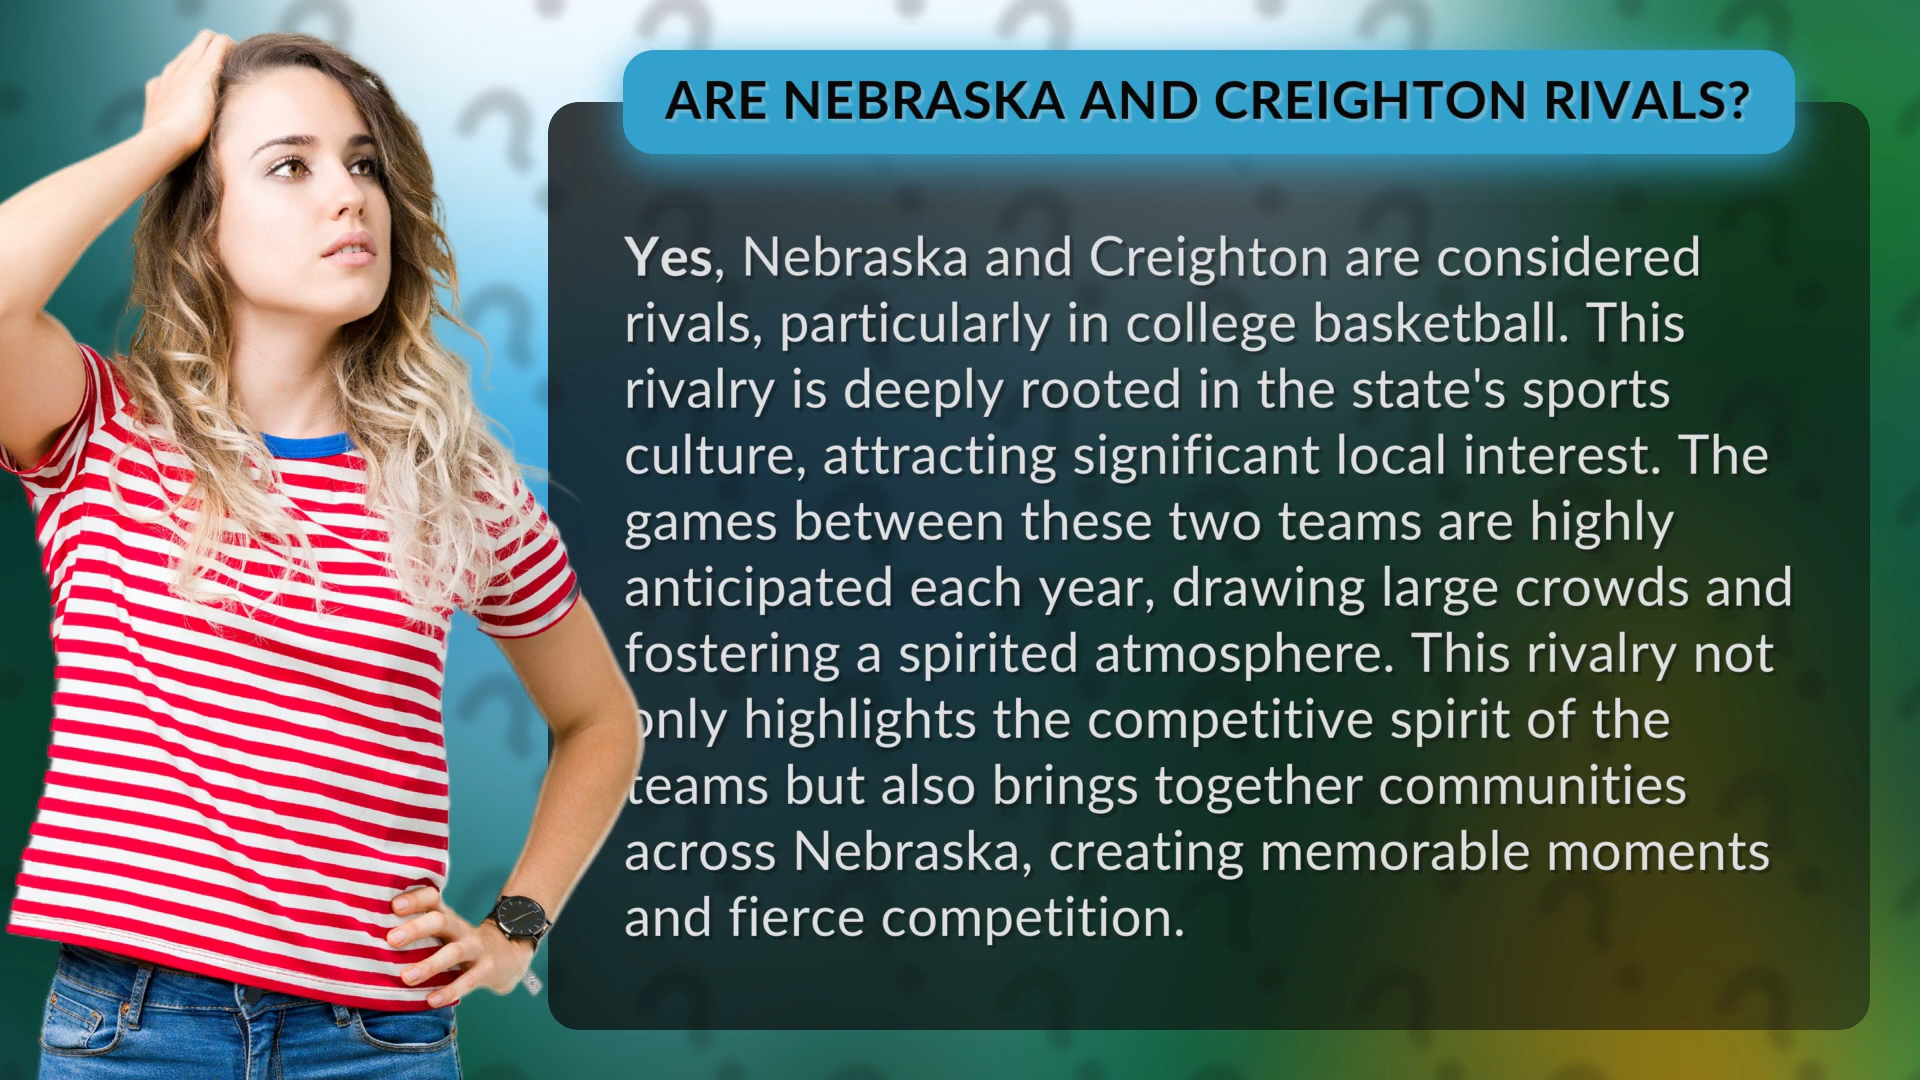 ARE NEBRASKA AND CREIGHTON RIVALS?
Yes, Nebraska and Creighton are considered
rivals, particularly in college basketball. This
rivalry is deeply rooted in the state's sports
culture, attracting significant local interest. The
games between these two teams are highly
anticipated each year, drawing large crowds and
fostering a spirited atmosphere. This rivalry not
only highlights the competitive spirit of the
teams but also brings together communities
across Nebraska, creating memorable moments
and fierce competition.